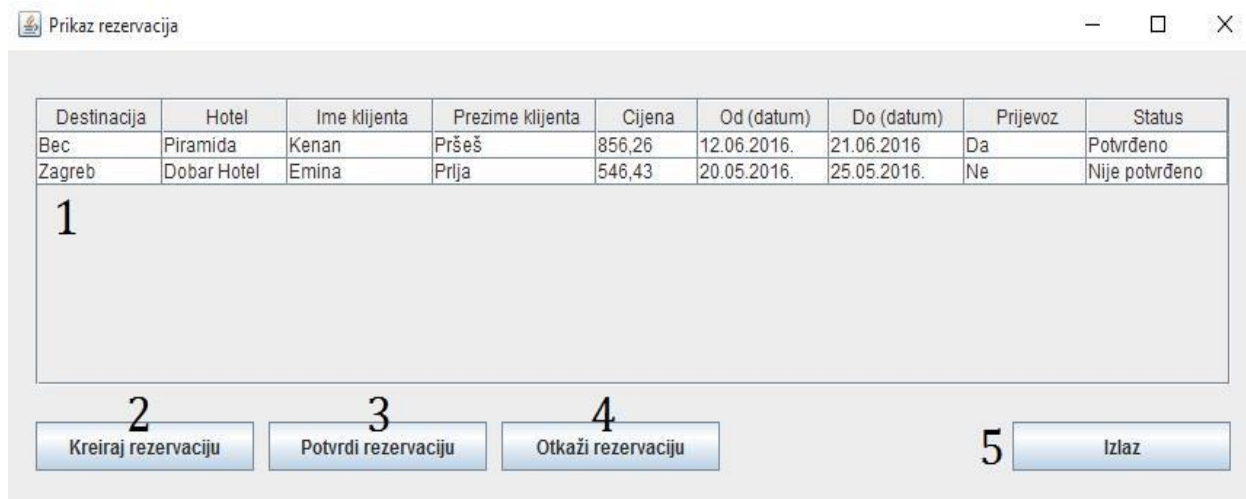 Prikaz rezervacija
Destinacija Hotel Ime klijenta Prezime klijenta Cijena Od (datum) Do (datum) Prijevoz Status
Bec Piramida Kenan Pršeš 856,26 12.06.2016. 21.06.2016 Da Potvrđeno
Zagreb Dobar Hotel Emina Prlja 546,43 20.05.2016. 25.05.2016. Ne Nije potvrđeno
1
2 3 4
Kreiraj rezervaciju Potvrdi rezervaciju Otkaži rezervaciju 5 Izlaz